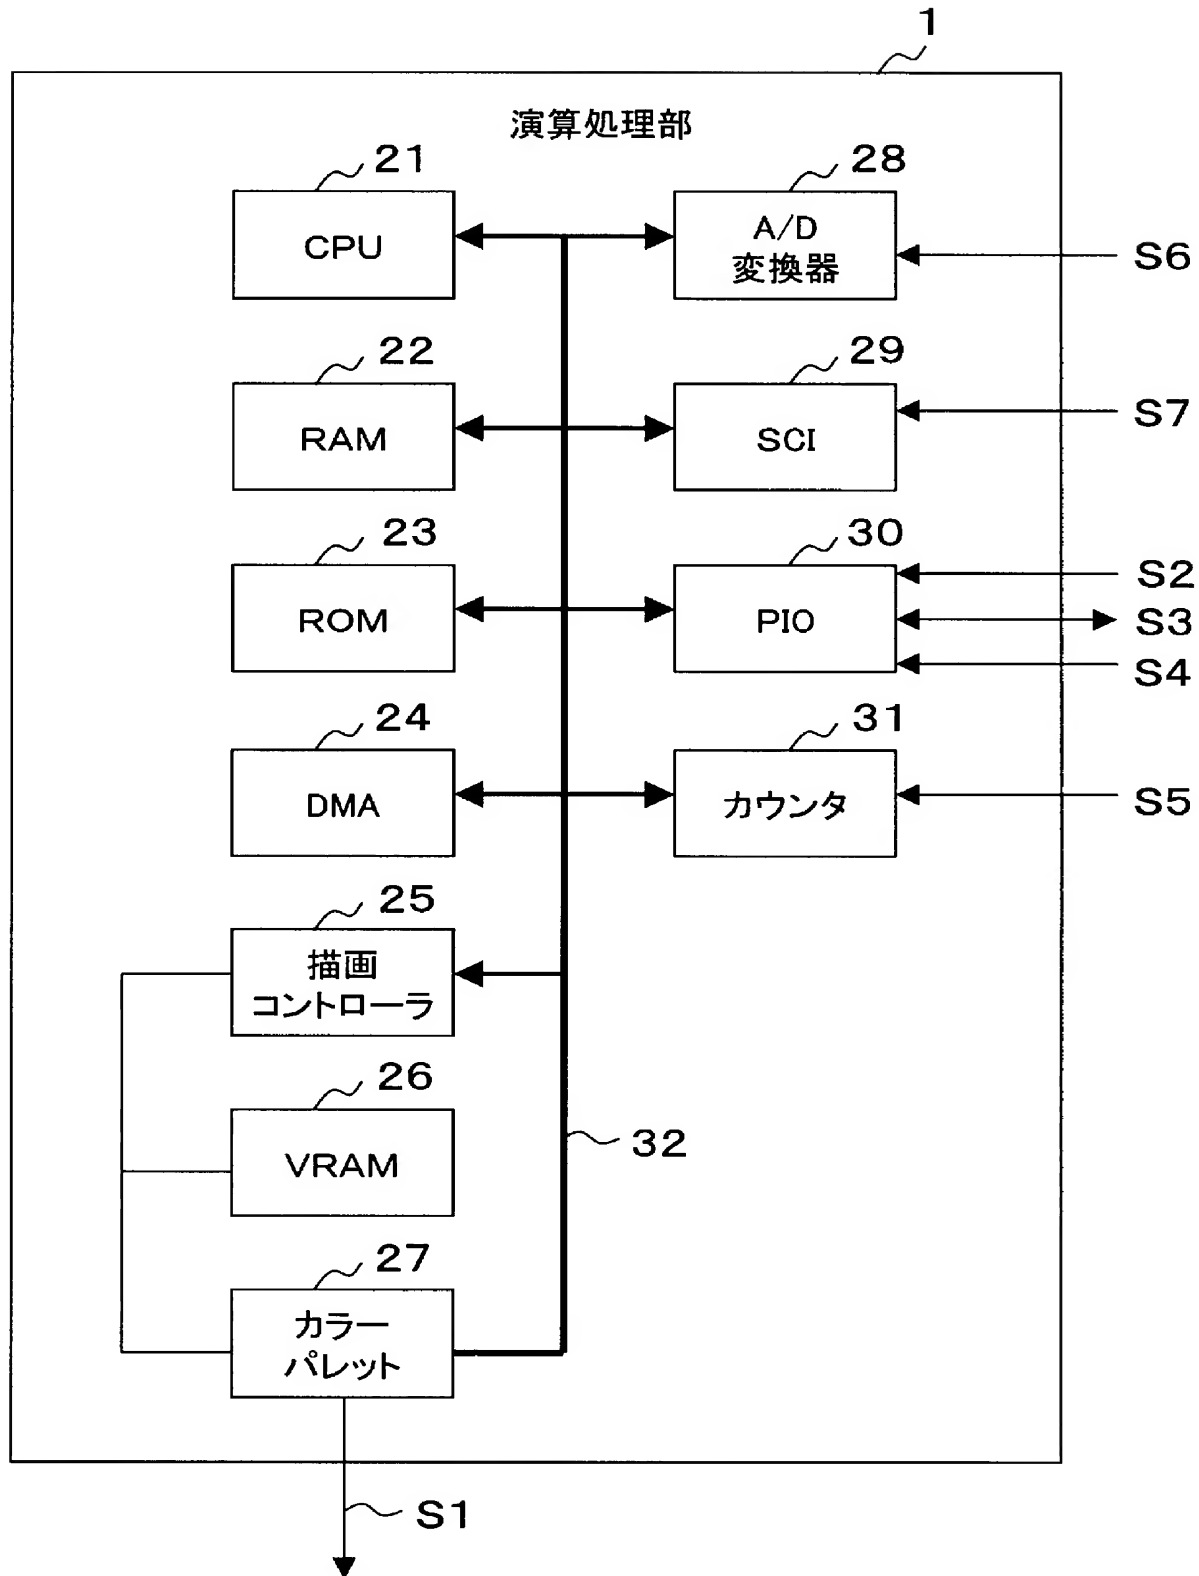 1
演算処理部
21
CPU
28
A/D
変換器
S6
22
RAM
29
SCI
S7
23
ROM
30
PIO
S2
S3
S4
24
DMA
31
カウンタ
S5
25
描画
コントローラ
26
VRAM
32
27
カラー
パレット
S1